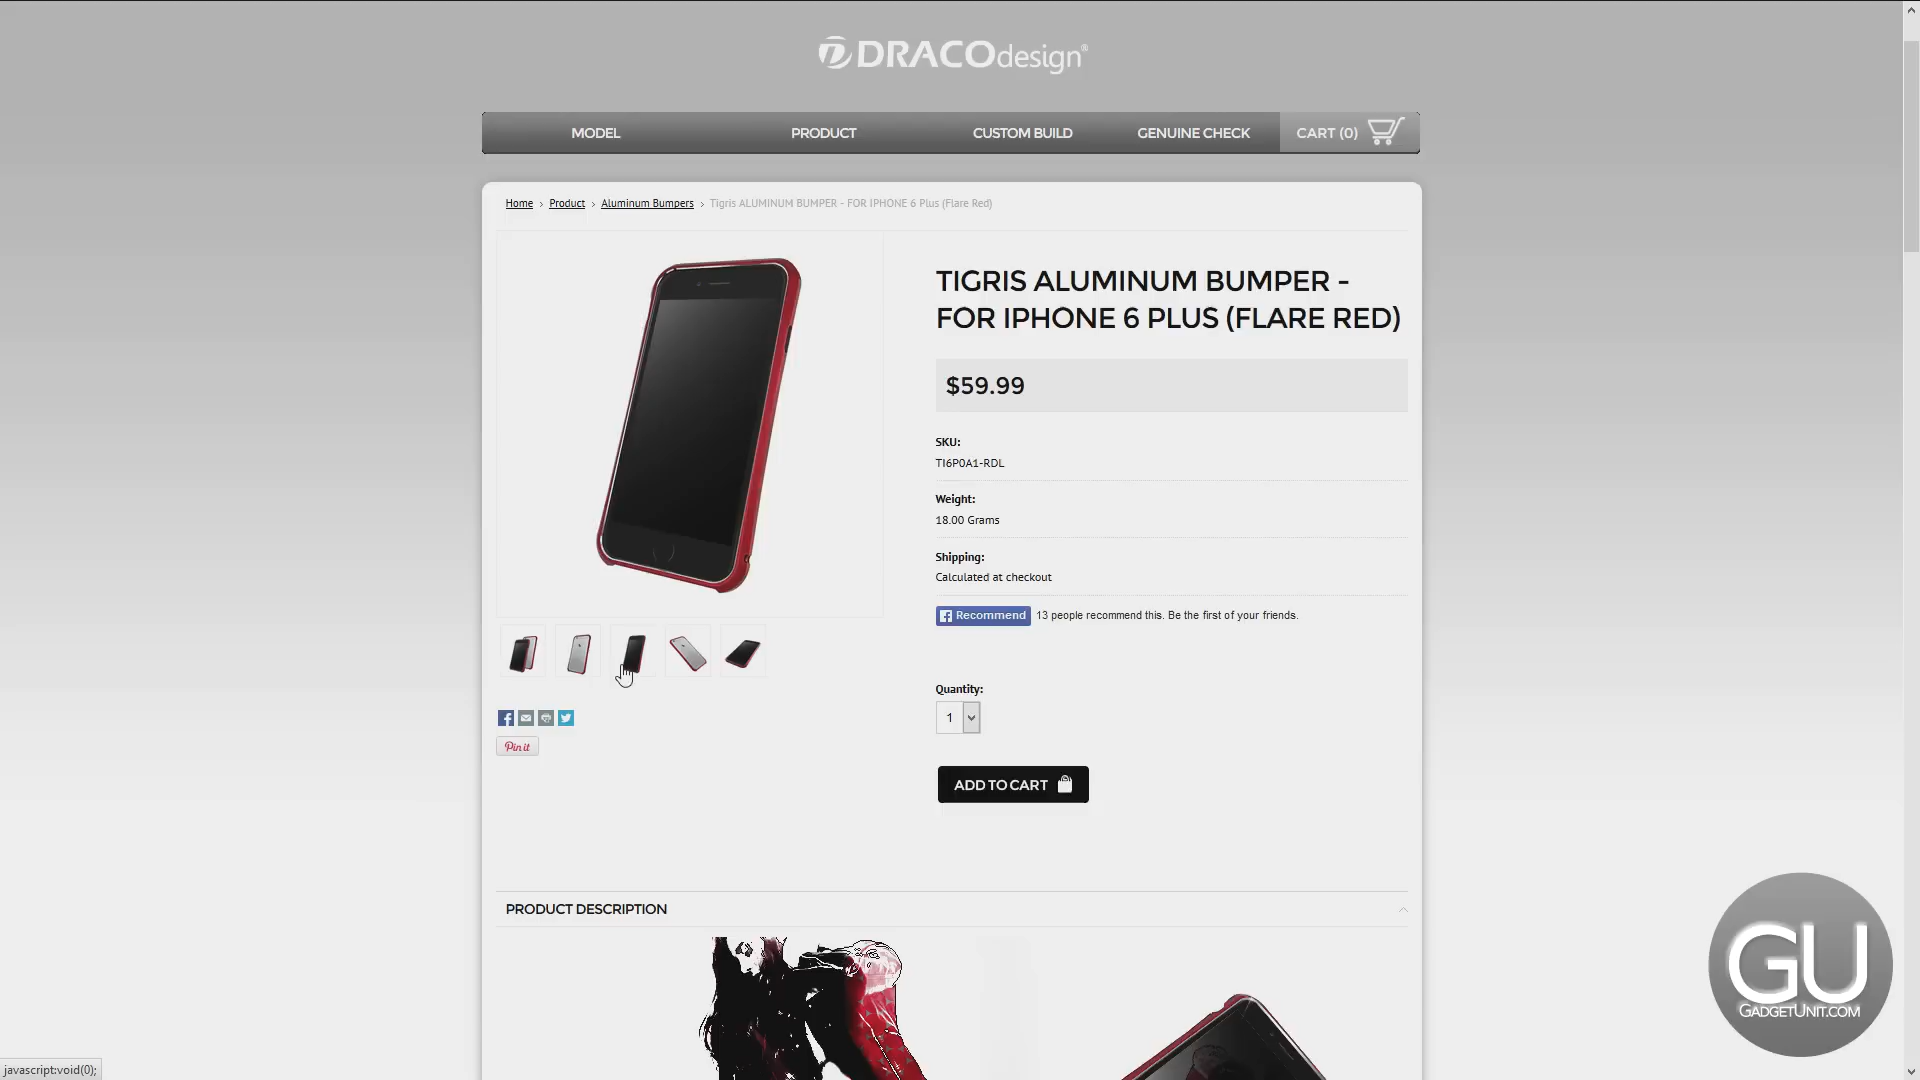 DRACOdesign®
MODEL
PRODUCT
CUSTOM BUILD
GENUINE CHECK
CART (0)
Home › Product › Aluminum Bumpers › Tigris ALUMINUM BUMPER - FOR IPHONE 6 Plus (Flare Red)
TIGRIS ALUMINUM BUMPER -
FOR IPHONE 6 PLUS (FLARE RED)
$59.99
SKU:
TI6P0A1-RDL
Weight:
18.00 Grams
Shipping:
Calculated at checkout
Recommend 13 people recommend this. Be the first of your friends.
Quantity:
1
Pin it
ADD TO CART
PRODUCT DESCRIPTION
GU
GADGETUNIT.COM
javascript:void(0);